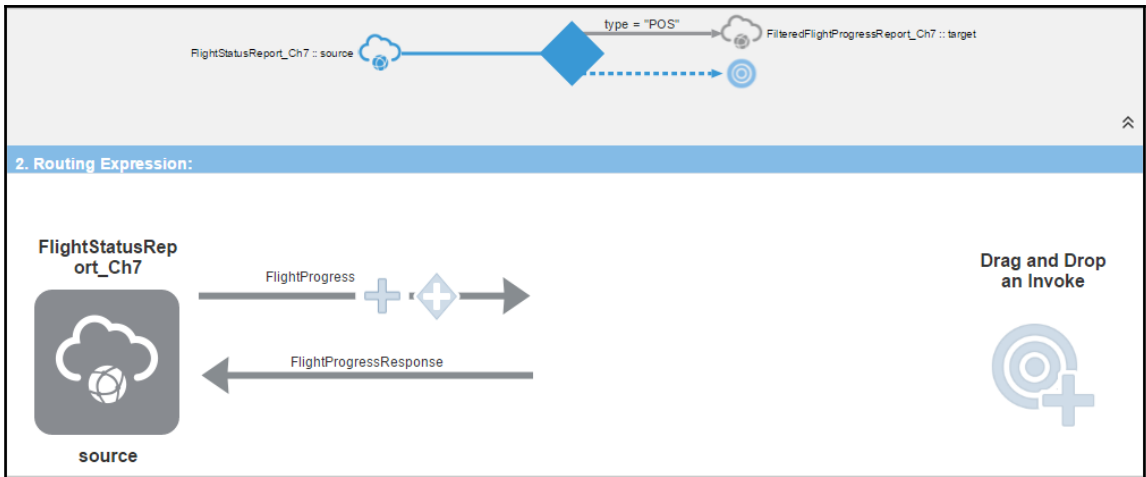 type = "POS"
FlightStatusReport_Ch7 :: source
FilteredFlightProgressReport_Ch7 :: target
2. Routing Expression:
FlightStatusRep
ort_Ch7
FlightProgress
Drag and Drop
an Invoke
FlightProgressResponse
source